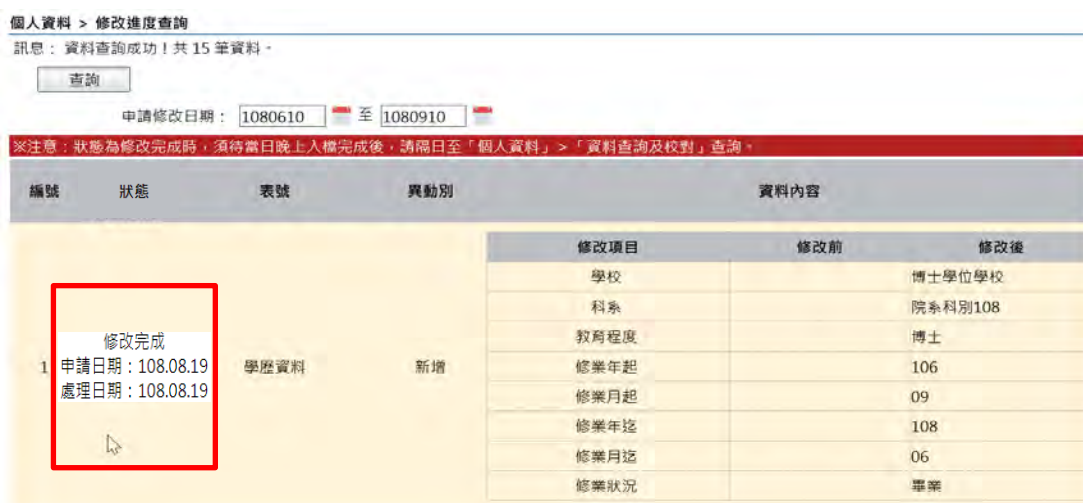 個人資料 > 修改進度查詢
訊息： 資料查詢成功！共 15 筆資料。
查詢
申請修改日期： 1080610 至 1080910
※注意：狀態為修改完成時，須待當日晚上入檔完成後，請隔日至「個人資料」>「資料查詢及校對」查詢。
編號 狀態 表號 異動別 資料內容
修改項目 修改前 修改後
學校 博士學位學校
科系 院系科別108
教育程度 博士
修業年起 106
修業月起 09
修業年迄 108
修業月迄 06
修業狀況 畢業
1 修改完成
申請日期：108.08.19
處理日期：108.08.19
學歷資料 新增